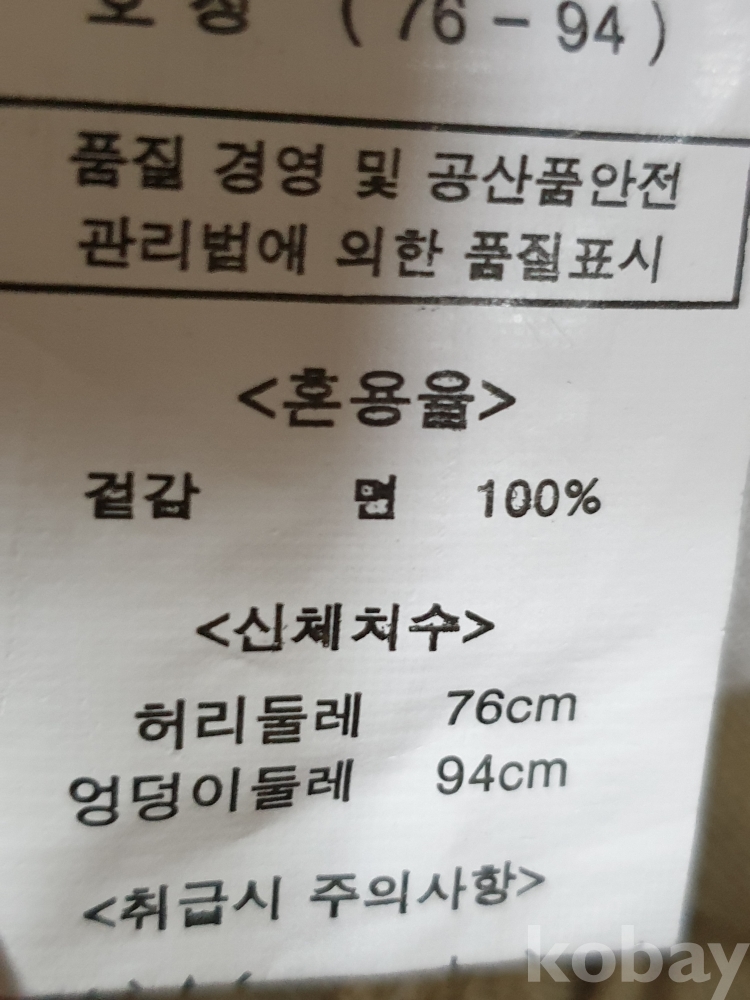 호칭 (76-94)
품질 경영 및 공산품안전
관리법에 의한 품질표시
<혼용율>
겉감 면 100%
<신체치수>
허리둘레 76cm
엉덩이둘레 94cm
<취급시 주의사항>
kobay